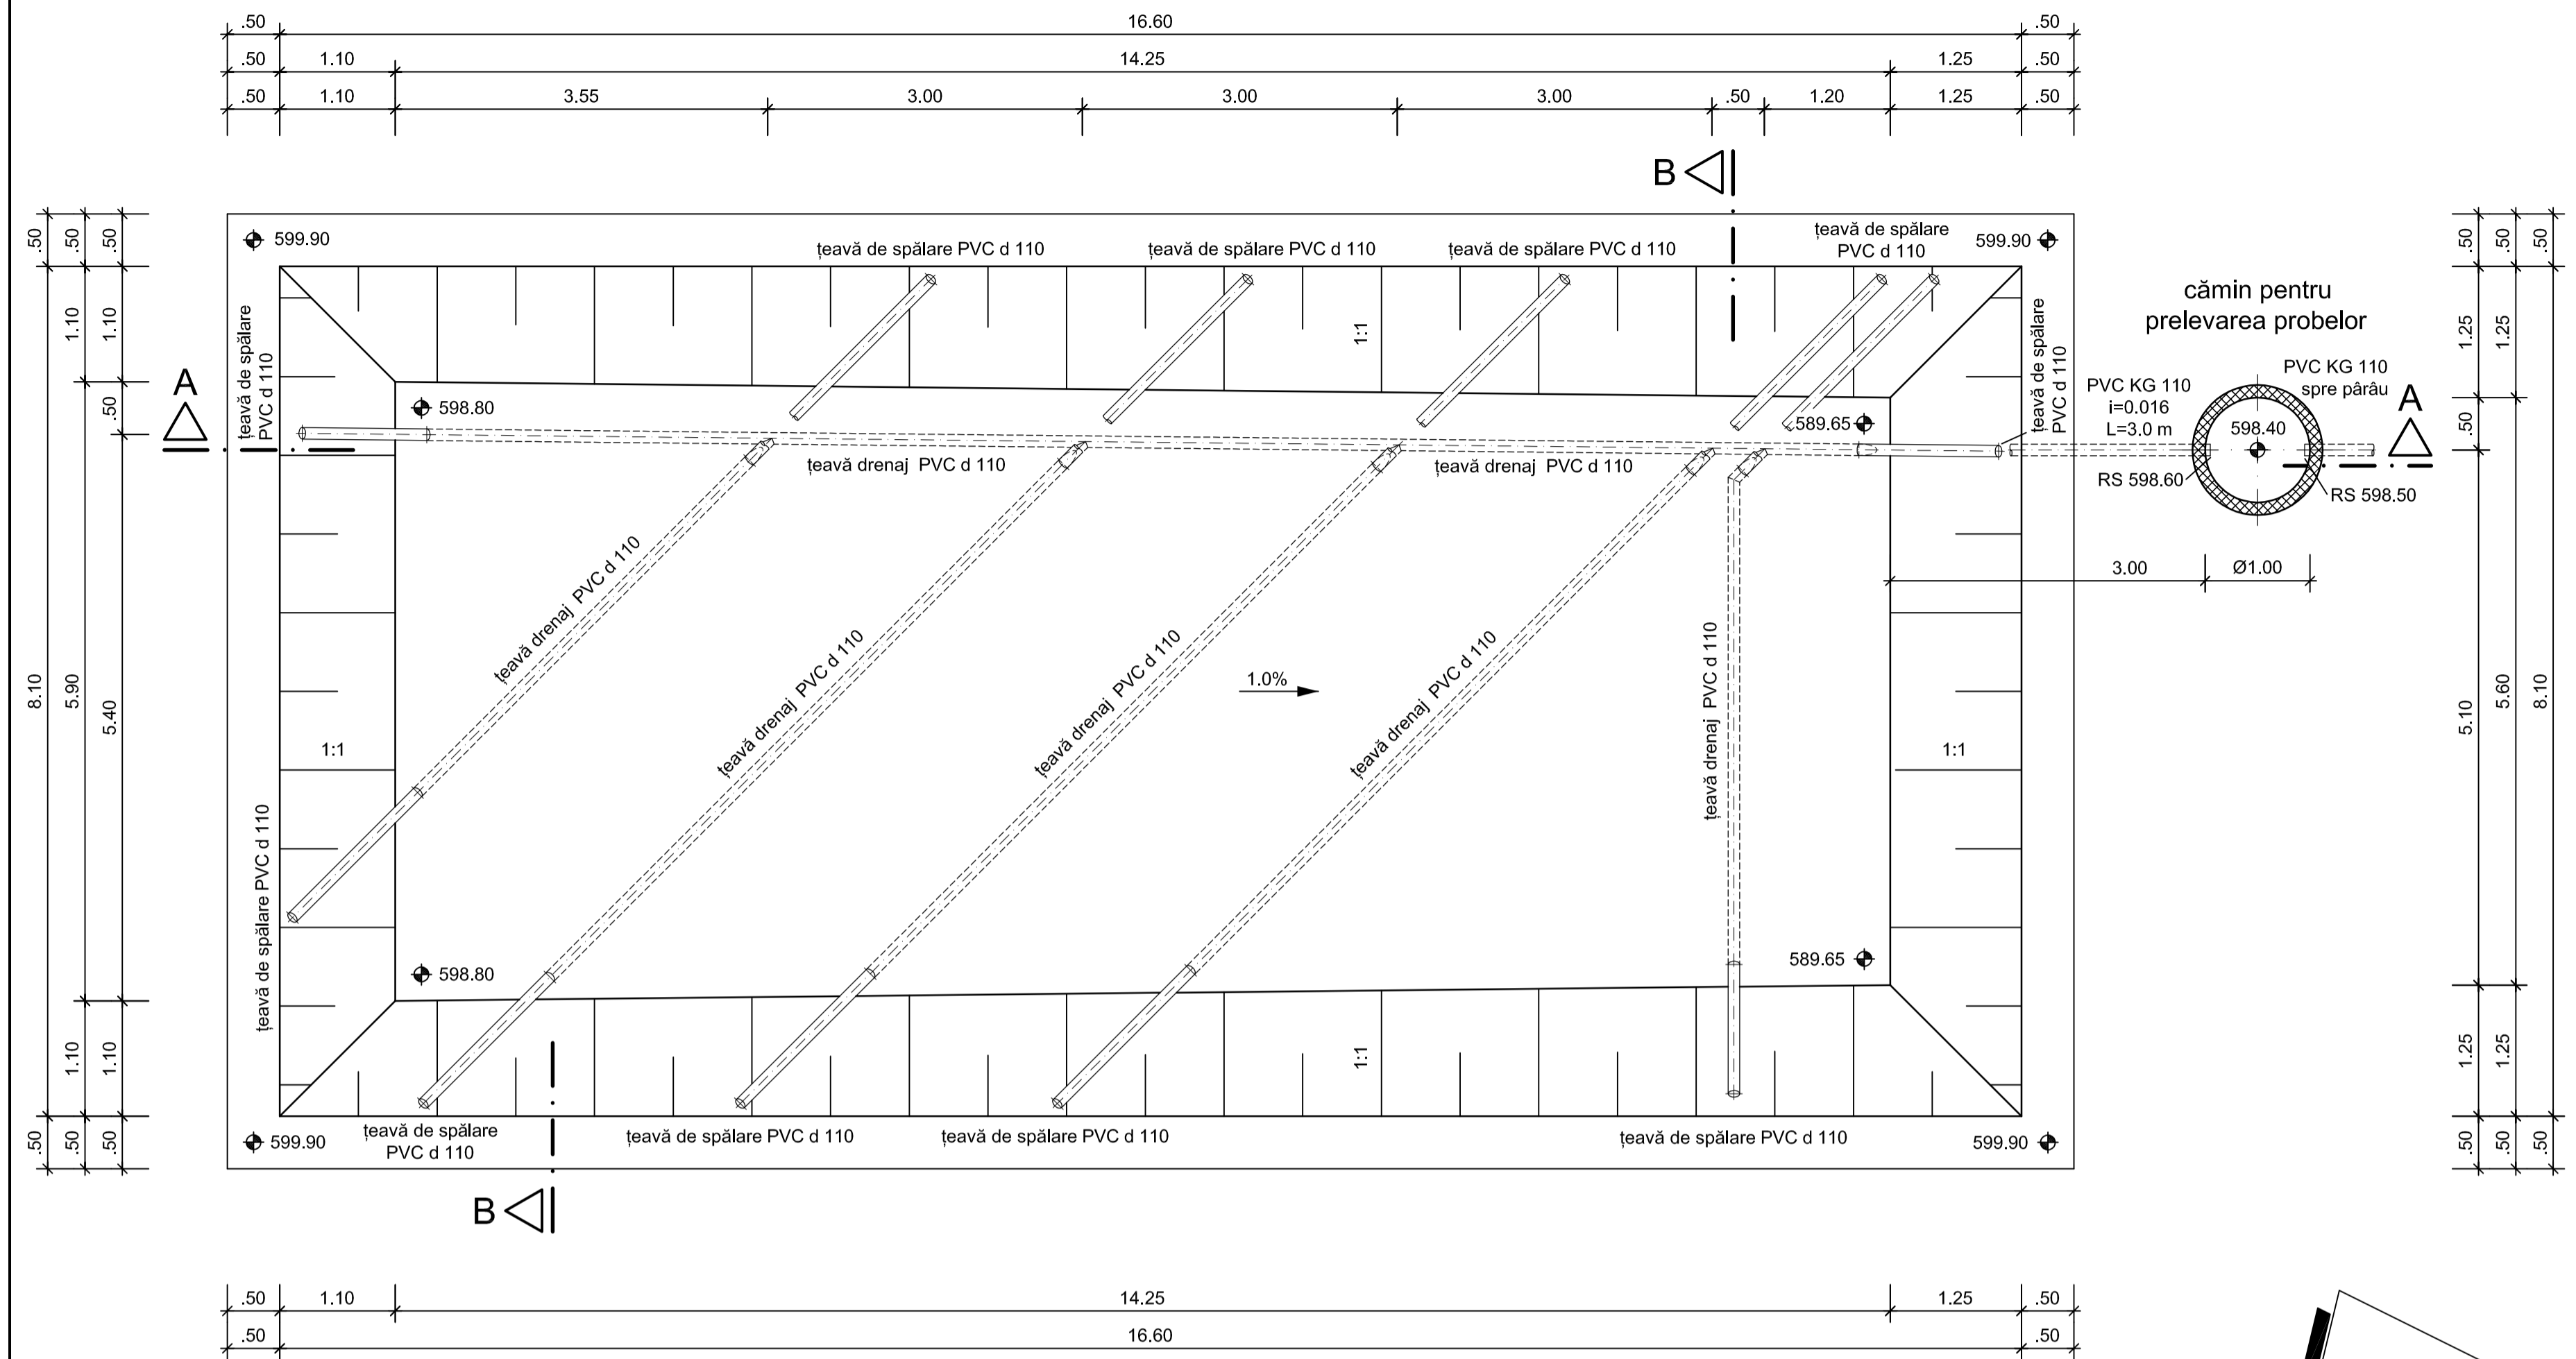 .50 16.60 .50
.50 1.10 14.25 1.25 .50
.50 1.10 3.55 3.00 3.00 3.00 .50 1.20 1.25 .50
B
.50 .50 .50
1.10 1.10
.50
8.10 5.90 5.40
1.10 1.10
.50 .50 .50
A
599.90
țeavă de spălare PVC d 110
țeavă de spălare PVC d 110
țeavă de spălare PVC d 110
țeavă de spălare
PVC d 110
599.90
țeavă de spălare
PVC d 110
1:1
țeavă de spălare
PVC d 110
598.80
589.65
țeavă drenaj PVC d 110
țeavă drenaj PVC d 110
cămin pentru
prelevarea probelor
PVC KG 110
i=0.016
L=3.0 m
PVC KG 110
spre pârâu
A
598.40
RS 598.60
RS 598.50
3.00 Ø1.00
țeavă drenaj PVC d 110
țeavă drenaj PVC d 110
țeavă drenaj PVC d 110
țeavă drenaj PVC d 110
țeavă drenaj PVC d 110
1.0%
1:1
1:1
țeavă de spălare PVC d 110
598.80
589.65
1:1
599.90
țeavă de spălare
PVC d 110
țeavă de spălare PVC d 110
țeavă de spălare PVC d 110
țeavă de spălare PVC d 110
599.90
B
.50 .50 .50
1.25 1.25
.50
5.10 5.60 8.10
1.25 1.25
.50 .50 .50
.50 1.10 14.25 1.25 .50
.50 16.60 .50